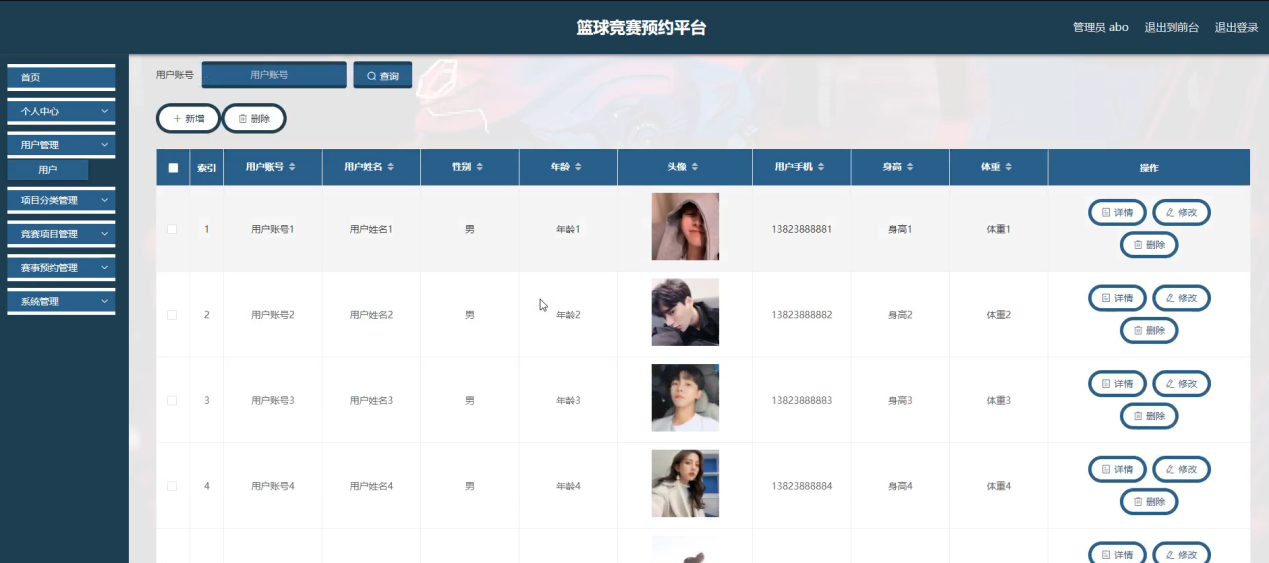 篮球竞赛预约平台
管理员 abo 退出到前台 退出登录
首页
个人中心
用户管理
用户
项目分类管理
竞赛项目管理
赛事预约管理
系统管理
用户账号 用户账号 查询
新增 删除
索引 用户账号 用户姓名 性别 年龄 头像 用户手机 身高 体重 操作
1 用户账号1 用户姓名1 男 年龄1 13823888881 身高1 体重1 详情 修改
删除
2 用户账号2 用户姓名2 男 年龄2 13823888882 身高2 体重2 详情 修改
删除
3 用户账号3 用户姓名3 男 年龄3 13823888883 身高3 体重3 详情 修改
删除
4 用户账号4 用户姓名4 男 年龄4 13823888884 身高4 体重4 详情 修改
删除
详情 修改